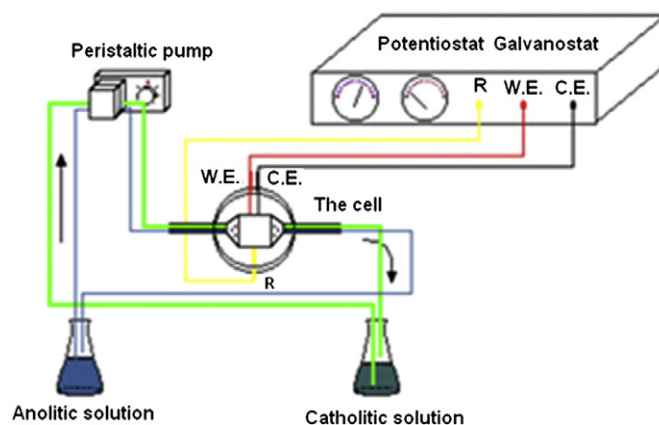 Peristaltic pump
Potentiostat Galvanostat
R W.E. C.E.
W.E. C.E.
The cell
R
Anolitic solution
Catholitic solution